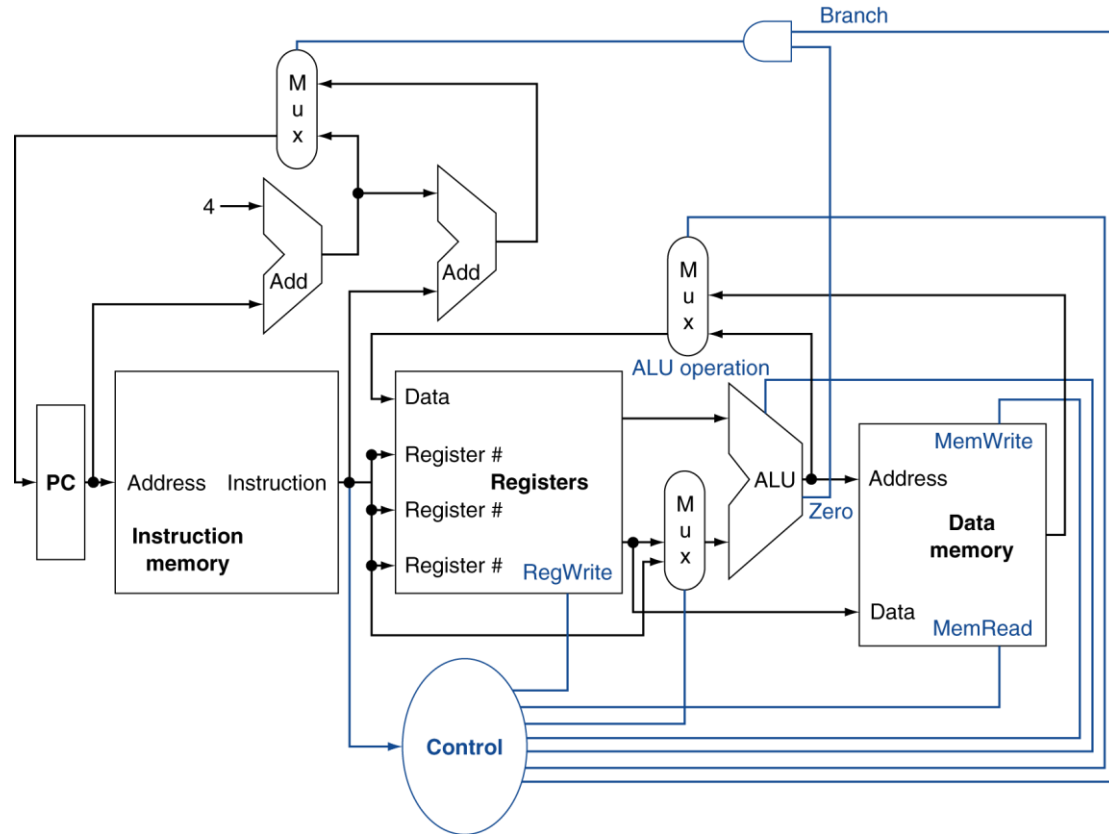 Branch
M
u
x
4
Add
Add
M
u
x
ALU operation
Data
Register #
Register #
Register #
Registers
RegWrite
PC
Address
Instruction
Instruction
memory
M
u
x
ALU
Zero
MemWrite
Address
Data
memory
Data
MemRead
Control